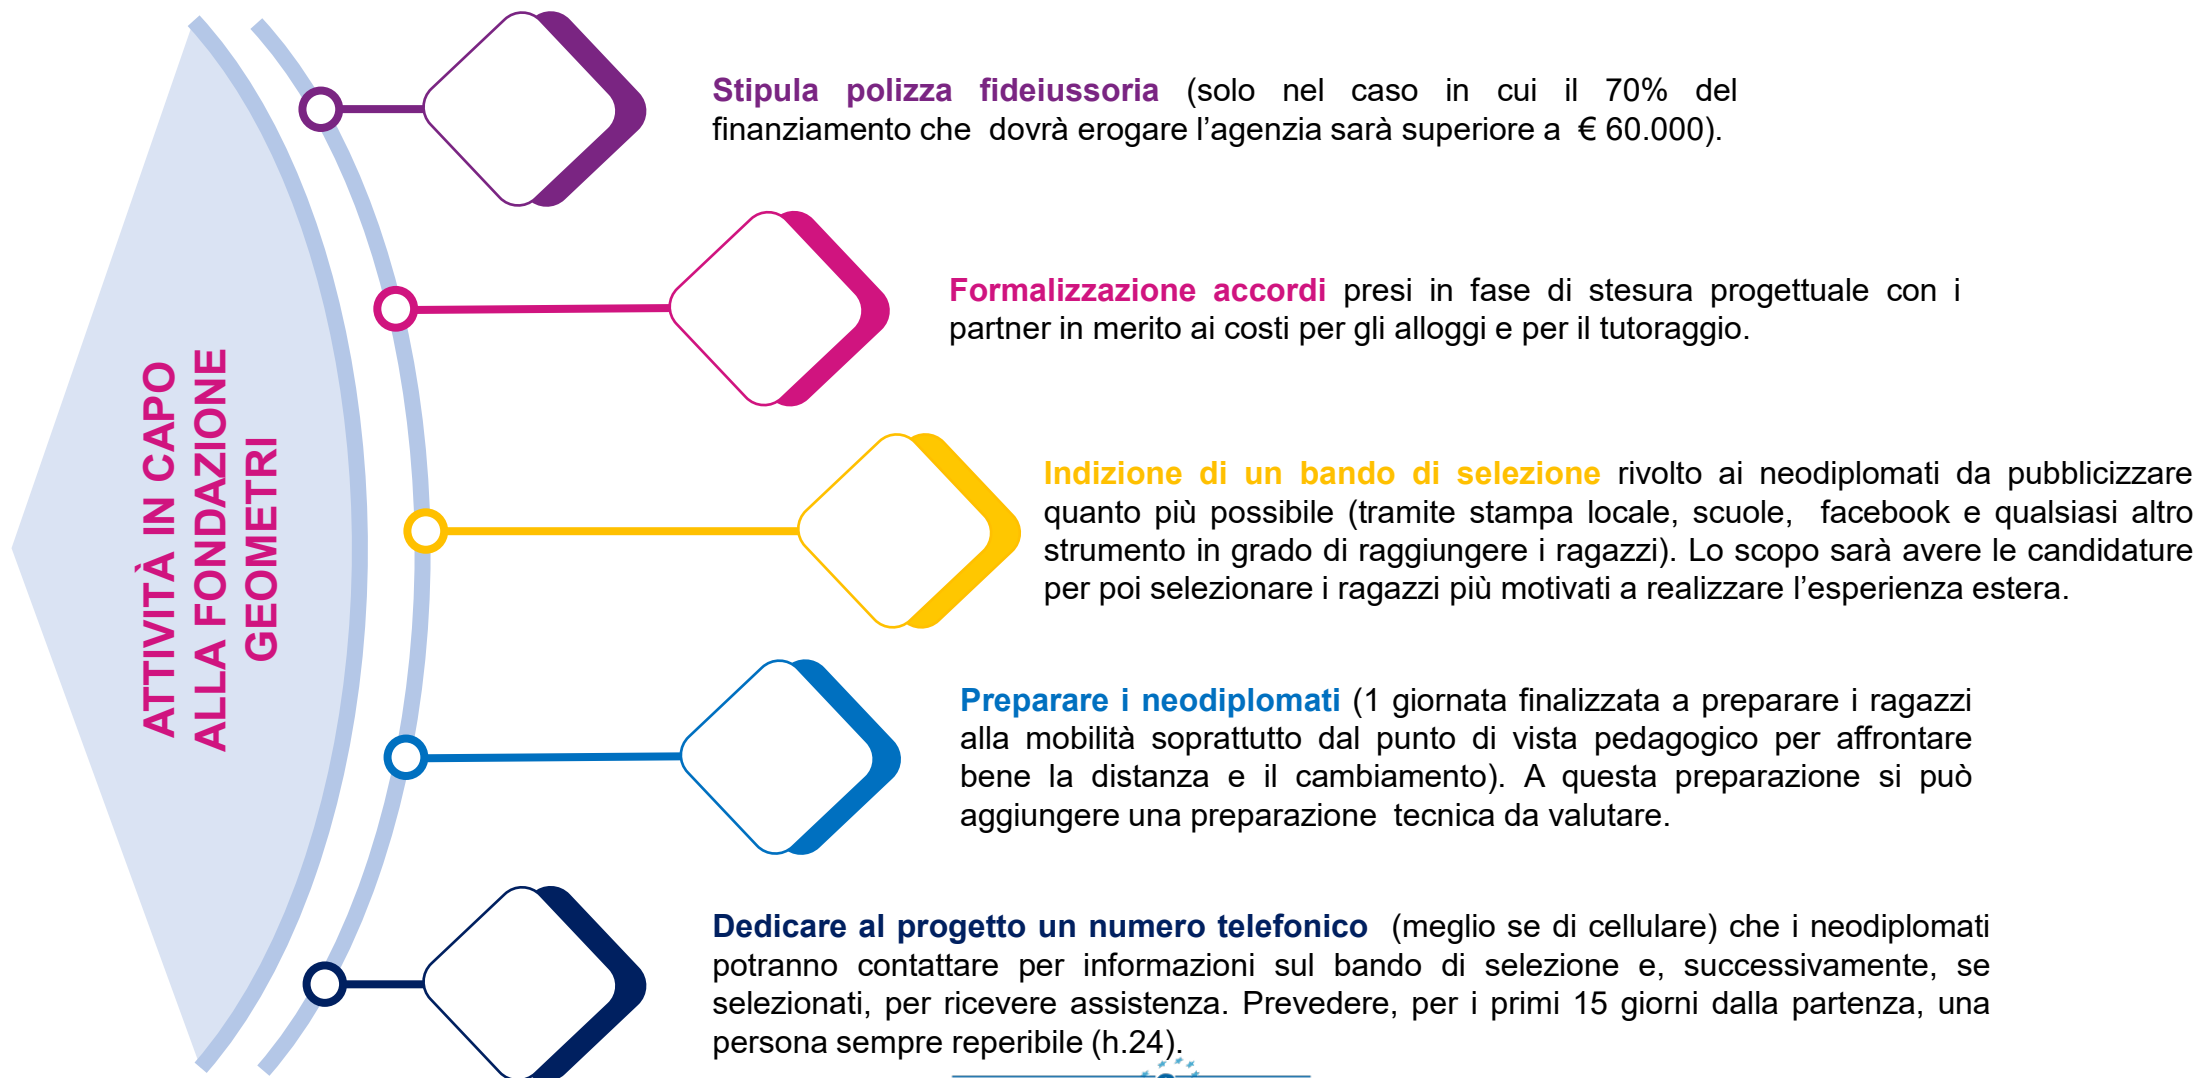 ATTIVITÀ IN CAPO
ALLA FONDAZIONE
GEOMETRI
Stipula polizza fideiussoria (solo nel caso in cui il 70% del
finanziamento che dovrà erogare l’agenzia sarà superiore a € 60.000).
Formalizzazione accordi presi in fase di stesura progettuale con i
partner in merito ai costi per gli alloggi e per il tutoraggio.
Indizione di un bando di selezione rivolto ai neodiplomati da pubblicizzare
quanto più possibile (tramite stampa locale, scuole, facebook e qualsiasi altro
strumento in grado di raggiungere i ragazzi). Lo scopo sarà avere le candidature
per poi selezionare i ragazzi più motivati a realizzare l’esperienza estera.
Preparare i neodiplomati (1 giornata finalizzata a preparare i ragazzi
alla mobilità soprattutto dal punto di vista pedagogico per affrontare
bene la distanza e il cambiamento). A questa preparazione si può
aggiungere una preparazione tecnica da valutare.
Dedicare al progetto un numero telefonico (meglio se di cellulare) che i neodiplomati
potranno contattare per informazioni sul bando di selezione e, successivamente, se
selezionati, per ricevere assistenza. Prevedere, per i primi 15 giorni dalla partenza, una
persona sempre reperibile (h.24).